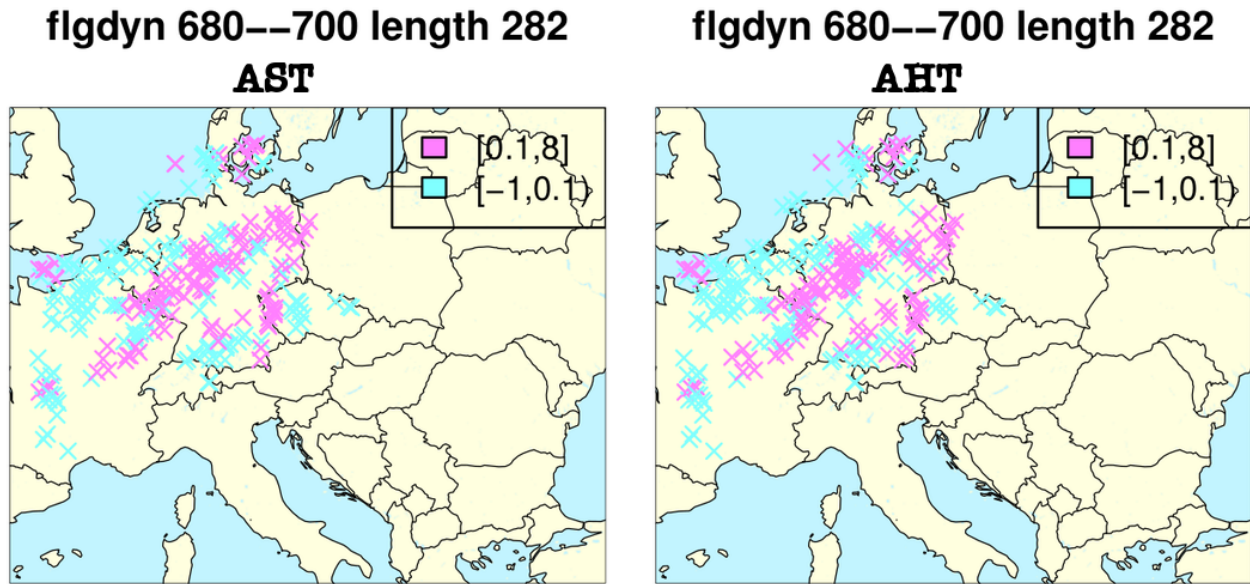 flgdyn 680−−700 length 282
AST
[0.1,8]
[−1,0.1)
flgdyn 680−−700 length 282
AHT
[0.1,8]
[−1,0.1)